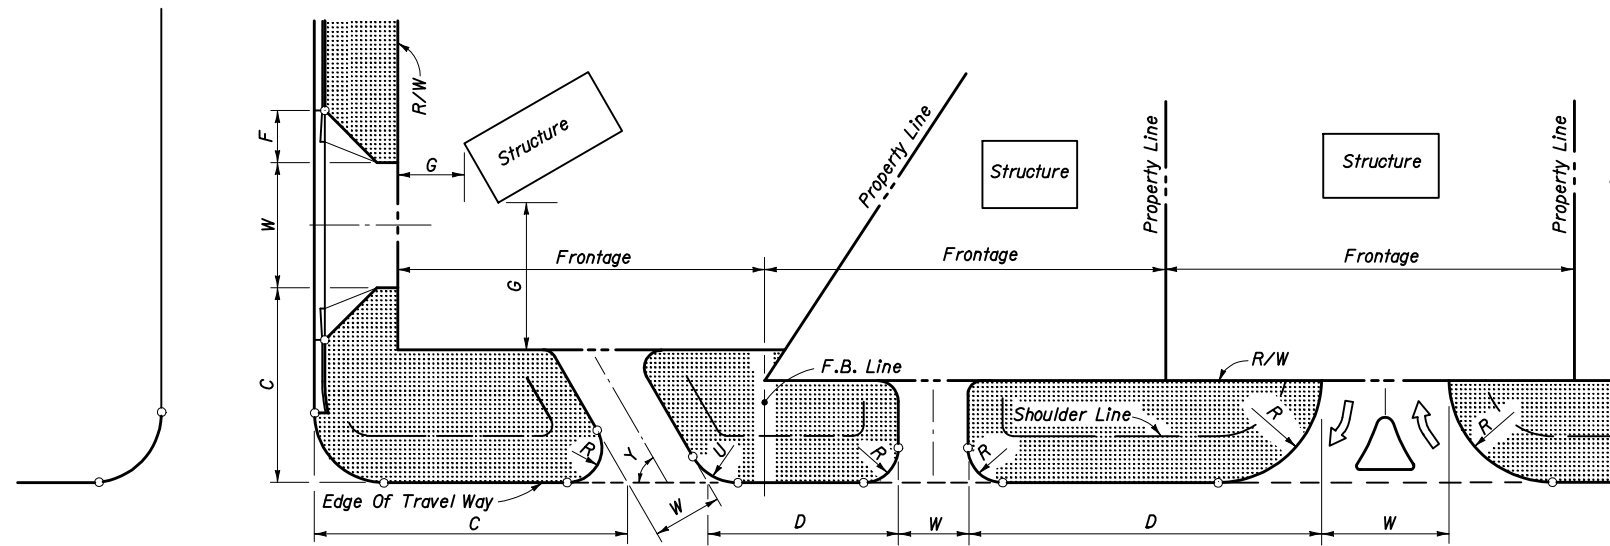 R/W
F
G
Structure
W
Frontage
G
C
Property Line
Structure
Property Line
Frontage
Structure
Property Line
Frontage
F.B. Line
R/W
Shoulder Line
R
Y
U
R
R
R
R
Edge Of Travel Way
W
C
D
W
D
W